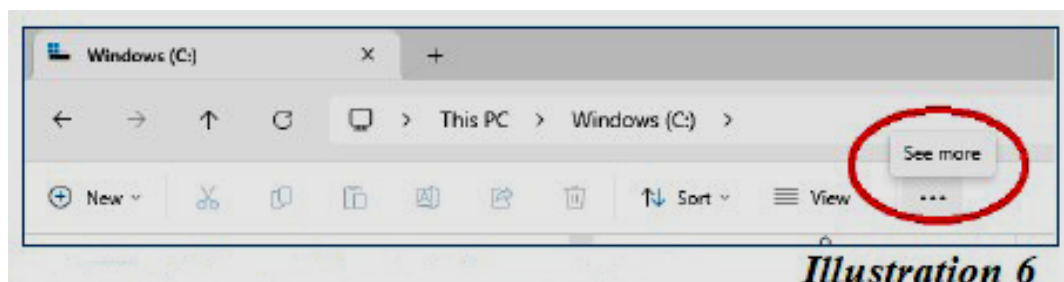 Windows (C:)
This PC > Windows (C:) >
See more
New Sort View ...
Illustration 6